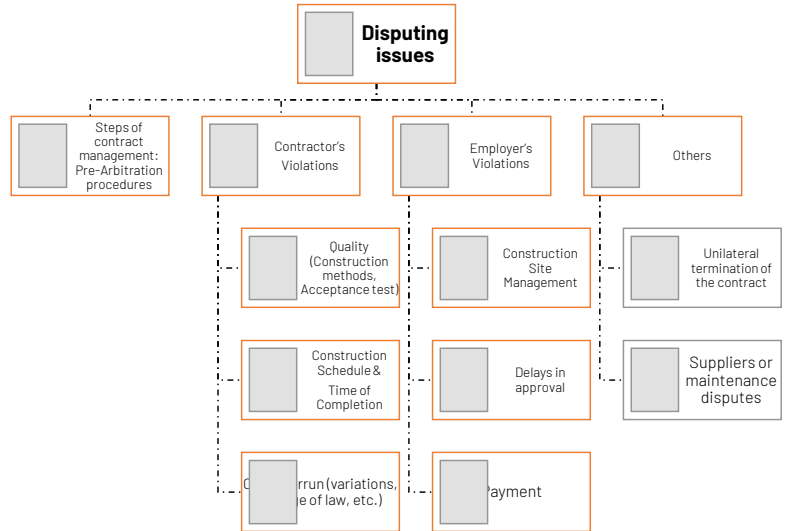 Disputing
issues
Steps of
contract
management:
Pre-Arbitration
procedures
Contractor's
Violations
Employer's
Violations
Others
Quality
(Construction
methods,
Acceptance test)
Construction
Site
Management
Unilateral
termination of
the contract
Construction
Schedule &
Time of
Completion
Delays in
approval
Suppliers or
maintenance
disputes
(variations,
of law, etc.)
Payment